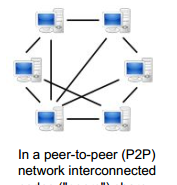 In a peer-to-peer (P2P)
network interconnected